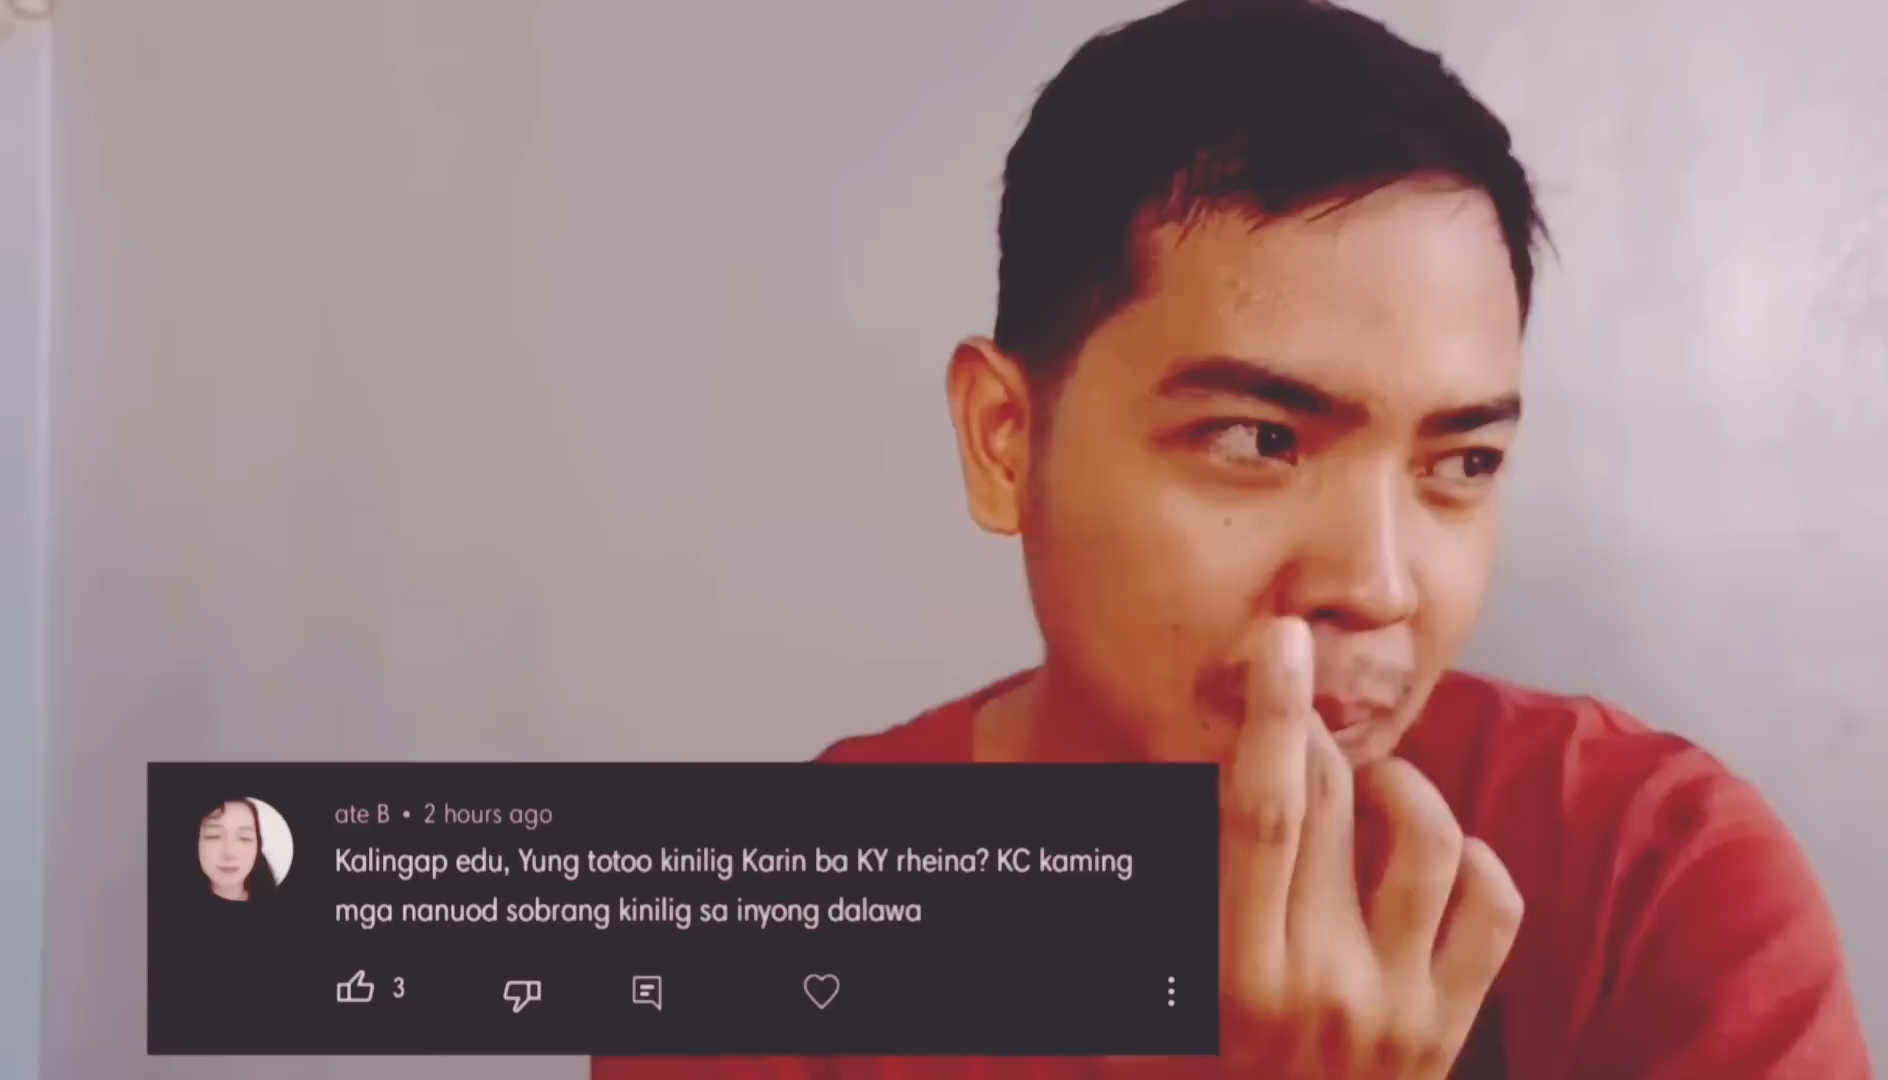 ate B • 2 hours ago
Kalingap edu, Yung totoo kinilig Karin ba KY rheina? KC kaming
mga nanuod sobrang kinilig sa inyong dalawa
3